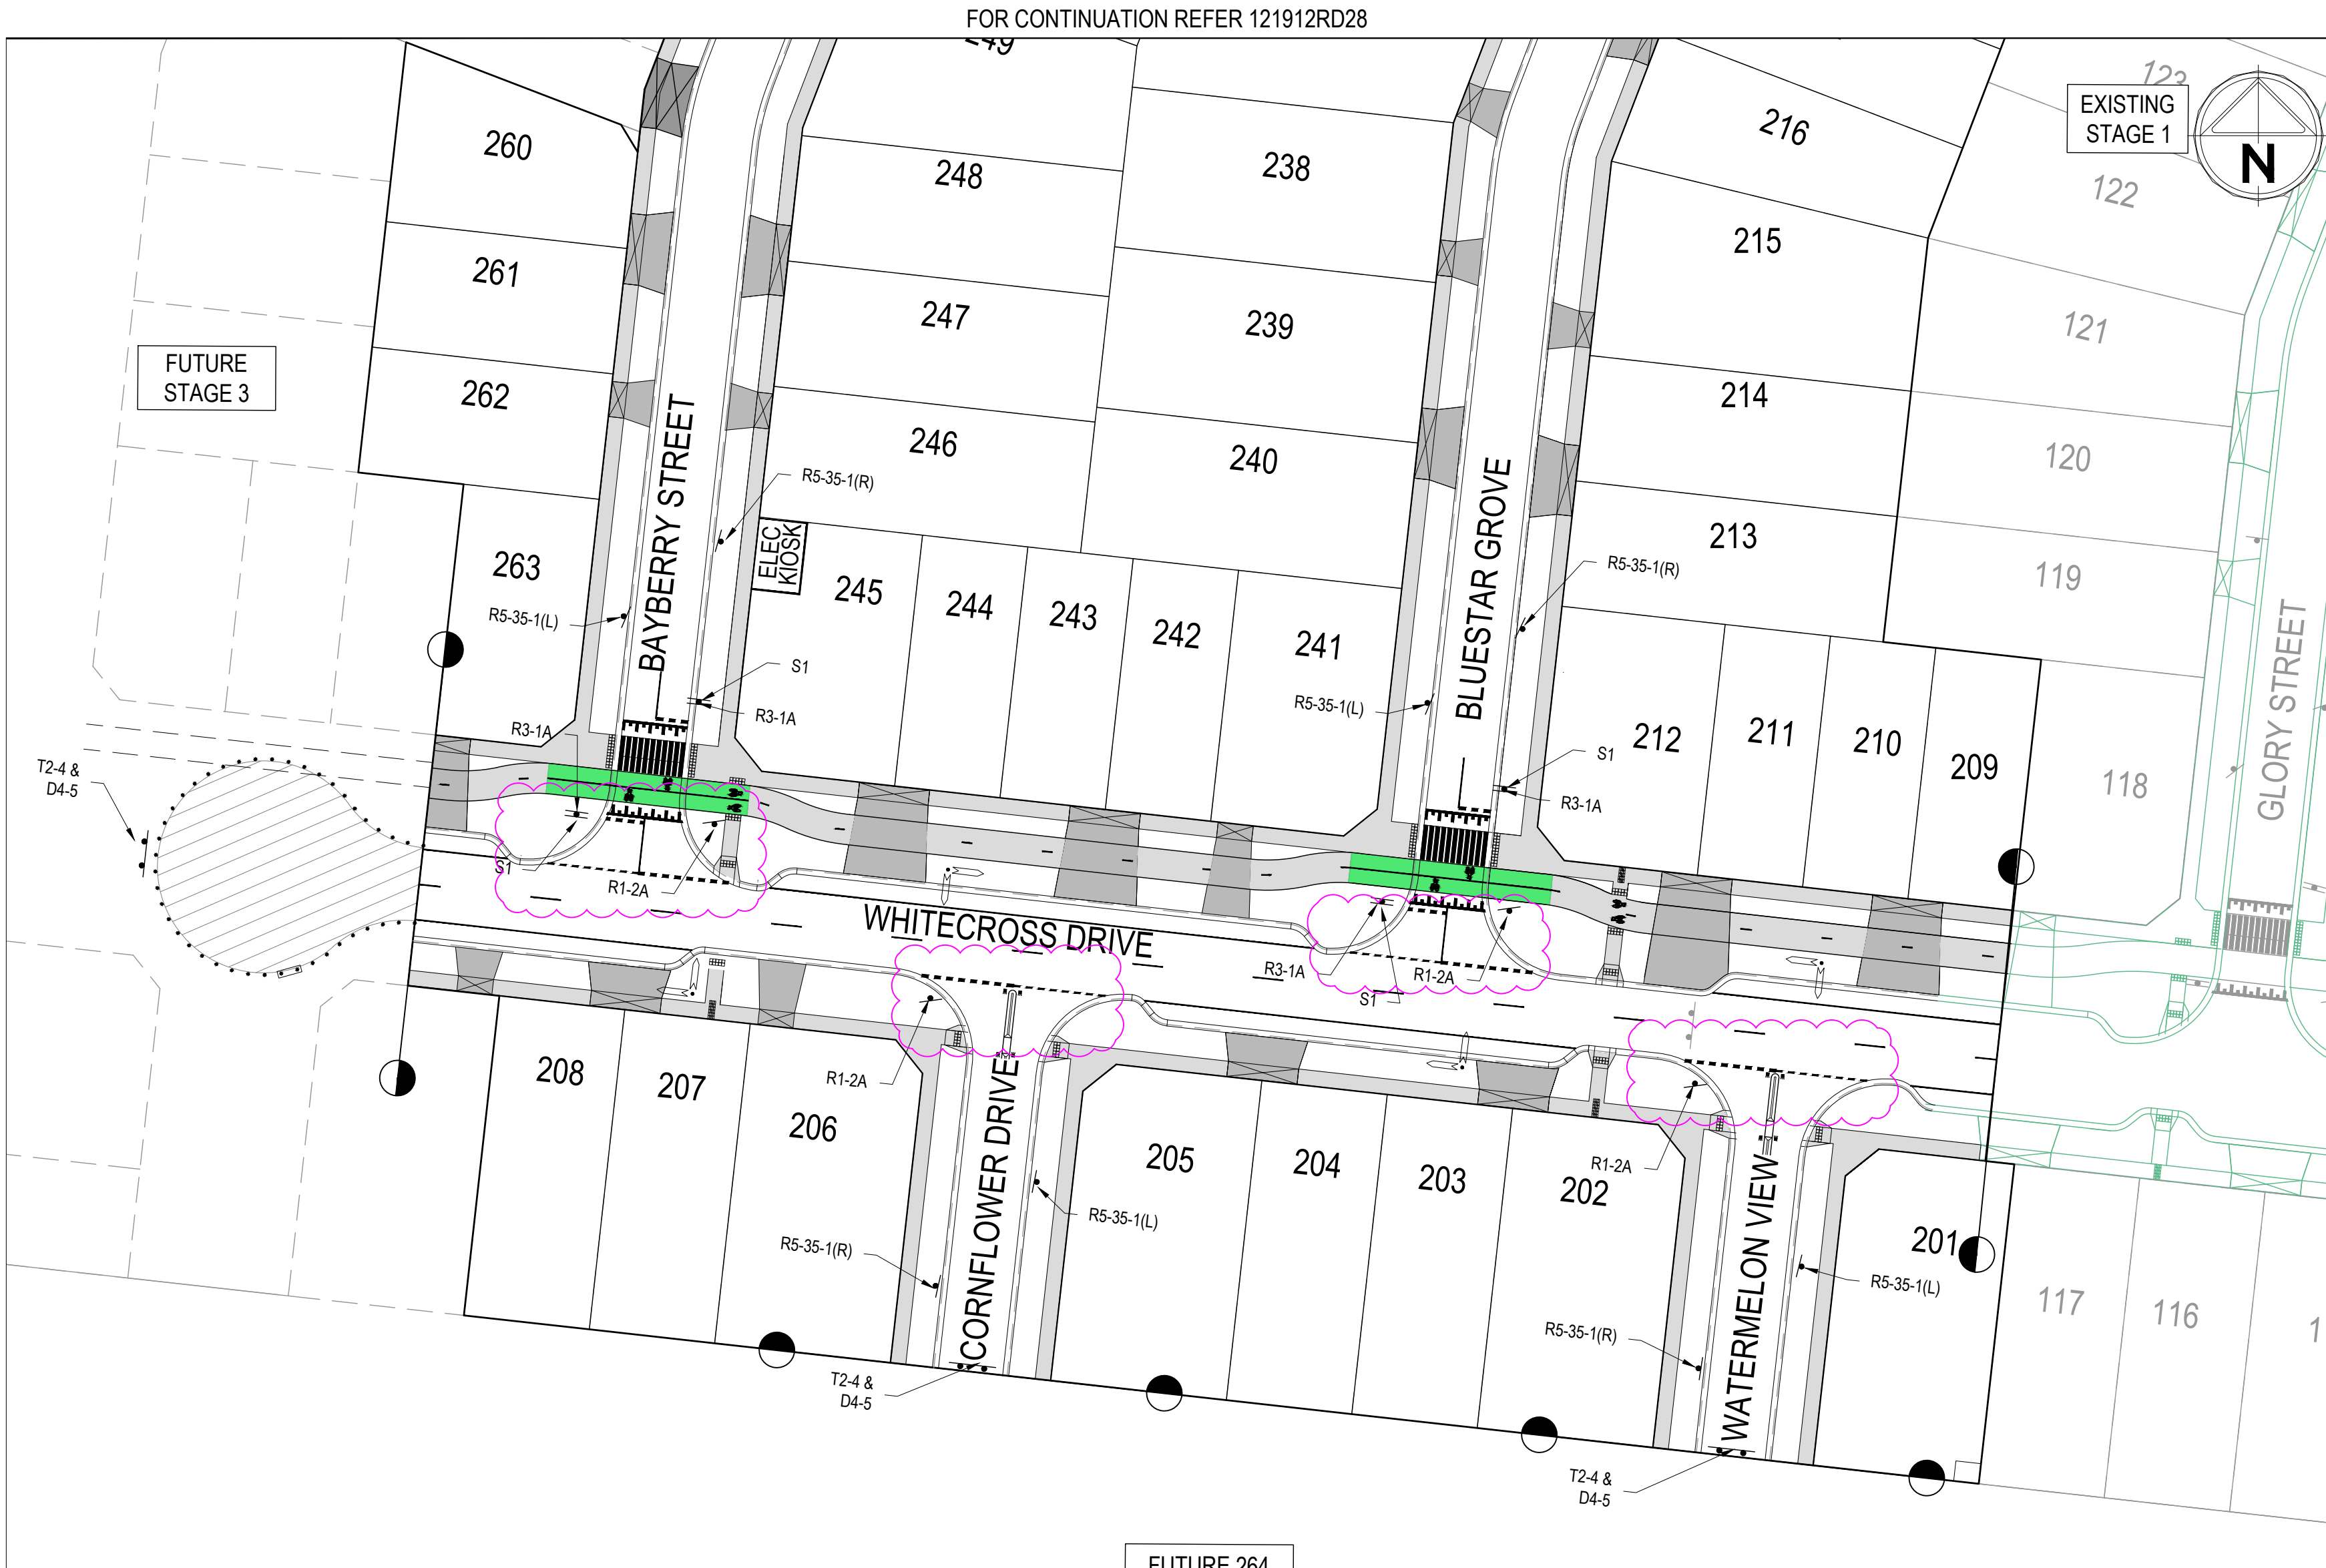 FOR CONTINUATION REFER 121912RD28
249
123
EXISTING
STAGE 1
N
216
260
248
238
122
215
261
247
239
121
FUTURE
STAGE 3
262
214
246
240
120
R5-35-1(R)
BAYBERRY STREET
BLUESTAR GROVE
213
ELEC
KIOSK
263
245
244
243
242
241
R5-35-1(R)
119
R5-35-1(L)
GLORY STREET
S1
R5-35-1(L)
R3-1A
R3-1A
212
211
210
209
118
S1
R3-1A
T2-4 &
D4-5
S1
R1-2A
WHITECROSS DRIVE
R3-1A
S1
R1-2A
208
207
206
R1-2A
CORNFLOWER DRIVE
205
204
203
202
R1-2A
WATERMELON VIEW
201
R5-35-1(L)
R5-35-1(R)
R5-35-1(L)
R5-35-1(R)
117
116
1
T2-4 &
D4-5
T2-4 &
D4-5
FUTURE 264